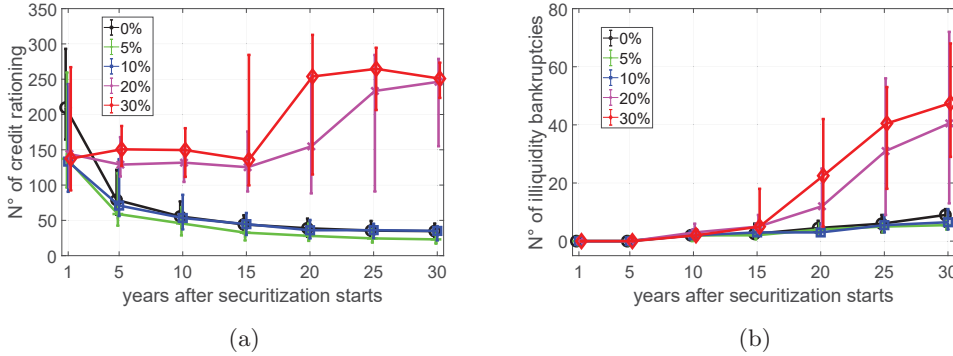 350
300
250
200
150
100
50
0
N° of credit rationing
0%
5%
10%
20%
30%
1 5 10 15 20 25 30
years after securitization starts
(a)
80
60
40
20
0
N° of illiquidity bankruptcies
0%
5%
10%
20%
30%
1 5 10 15 20 25 30
years after securitization starts
(b)